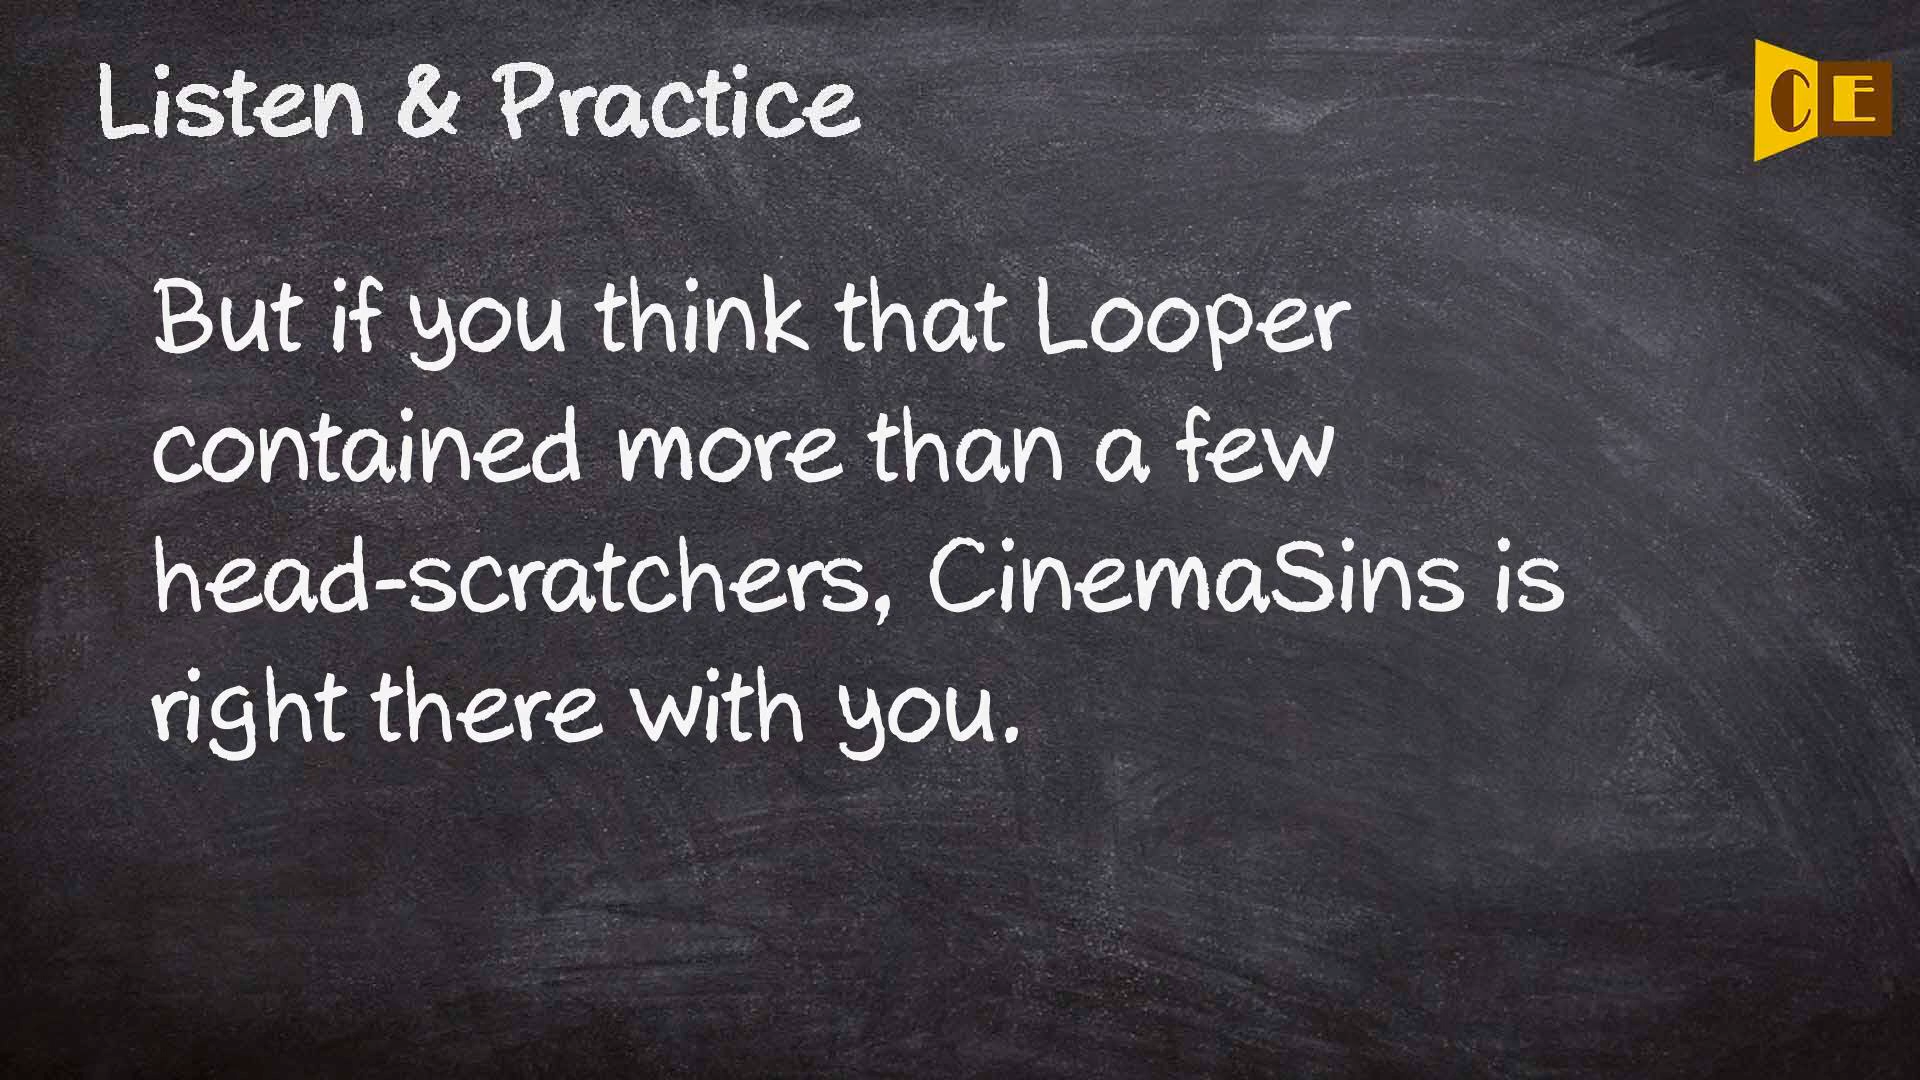 Listen & Practice
CE
But if you think that Looper
contained more than a few
head-scratchers, CinemaSins is
right there with you.